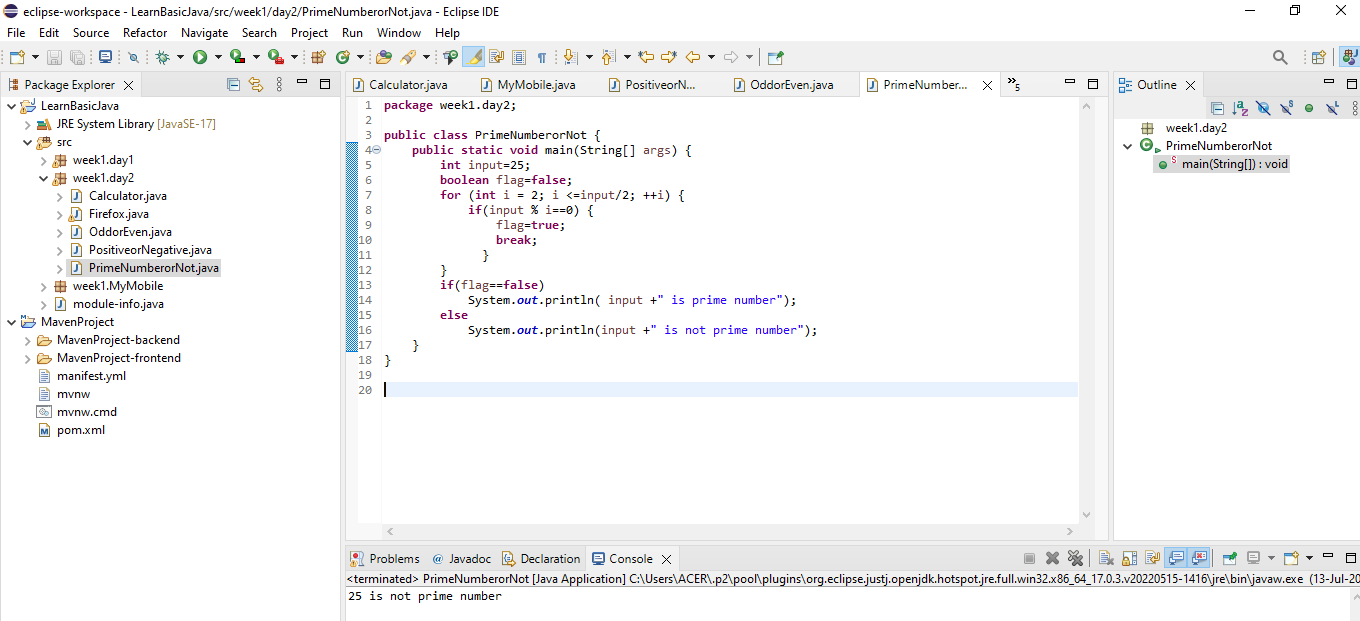 eclipse-workspace - LearnBasicJava/src/week1/day2/PrimeNumberorNot.java - Eclipse IDE
File Edit Source Refactor Navigate Search Project Run Window Help
Package Explorer
LearnBasicJava
JRE System Library [JavaSE-17]
src
week1.day1
week1.day2
Calculator.java
Firefox.java
OddorEven.java
PositiveorNegative.java
PrimeNumberorNot.java
week1.MyMobile
module-info.java
MavenProject
MavenProject-backend
MavenProject-frontend
manifest.yml
mvnw
mvnw.cmd
pom.xml
Calculator.java MyMobile.java PositiveorN... OddorEven.java PrimeNumber... »5
1 package week1.day2;
2
3 public class PrimeNumberorNot {
4 public static void main(String[] args) {
5 int input=25;
6 boolean flag=false;
7 for (int i = 2; i <=input/2; ++i) {
8 if(input % i==0) {
9 flag=true;
10 break;
11 }
12 }
13 if(flag==false)
14 System.out.println( input +" is prime number");
15 else
16 System.out.println(input +" is not prime number");
17 }
18 }
19
20
Outline
week1.day2
PrimeNumberorNot
main(String[]) : void
Problems @ Javadoc Declaration Console
<terminated> PrimeNumberorNot [Java Application] C:\Users\ACER\.p2\pool\plugins\org.eclipse.justj.openjdk.hotspot.jre.full.win32.x86_64_17.0.3.v20220515-1416\jre\bin\javaw.exe (13-Jul-20
25 is not prime number